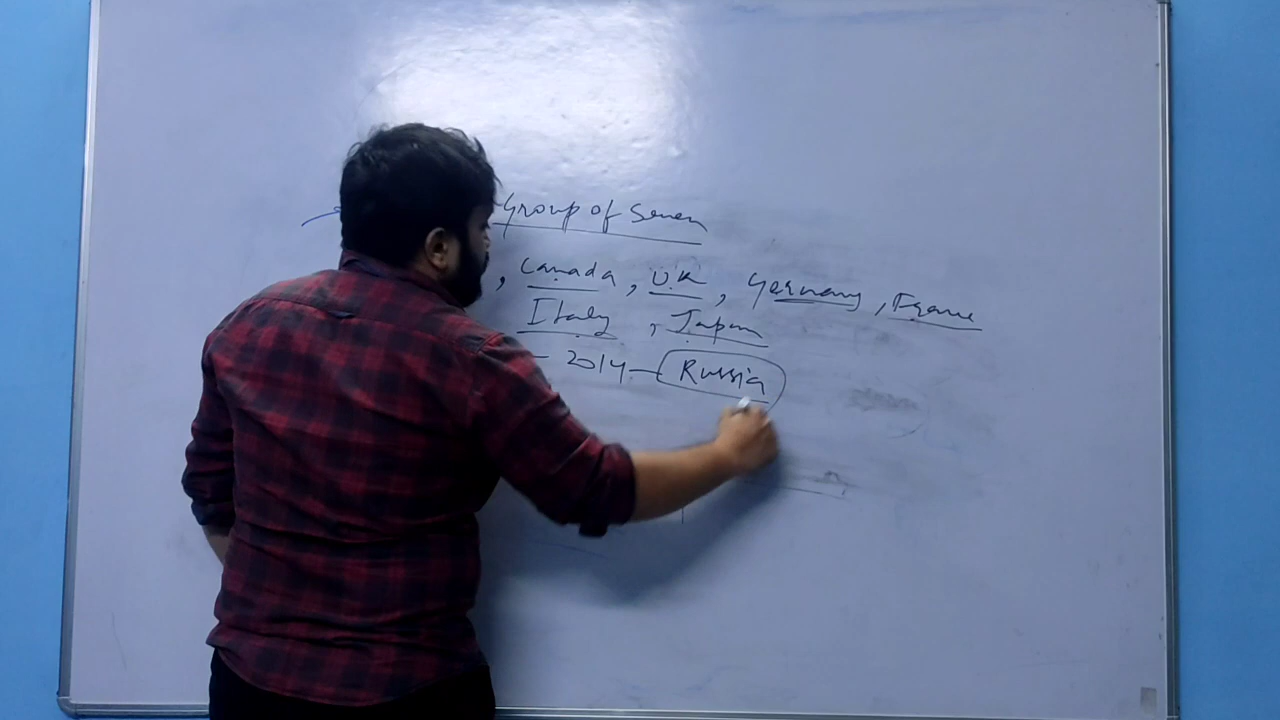 Group of Seven
, Canada, U.K, Germany, France
Italy, Japan
- 2014 - Russia